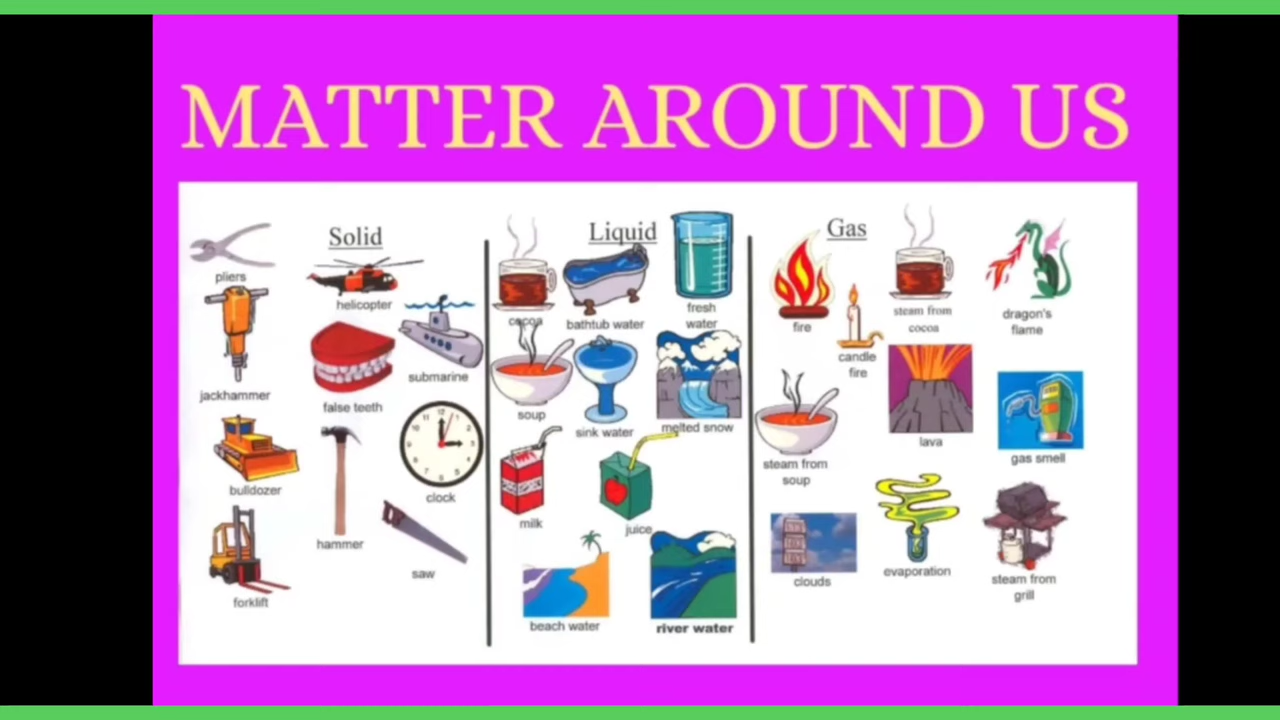 MATTER AROUND US
Solid
pliers
helicopter
jackhammer
false teeth
submarine
bulldozer
hammer
clock
forklift
saw
Liquid
cocoa
bathtub water
fresh
water
soup
sink water
melted snow
milk
juice
beach water
river water
Gas
fire
candle
fire
steam from
cocoa
dragon's
flame
steam from
soup
lava
gas smell
clouds
evaporation
steam from
grill